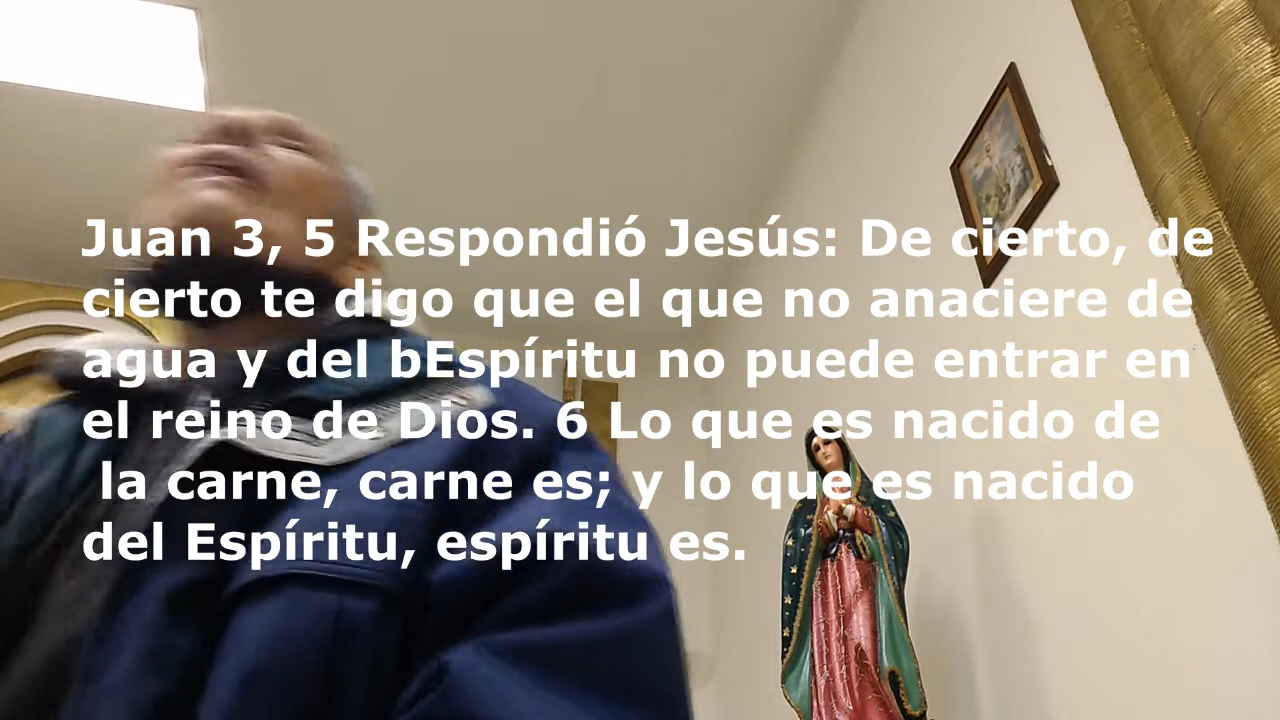 Juan 3, 5 Respondió Jesús: De cierto, de
cierto te digo que el que no anaciere de
agua y del bEspíritu no puede entrar en
el reino de Dios. 6 Lo que es nacido de
la carne, carne es; y lo que es nacido
del Espíritu, espíritu es.